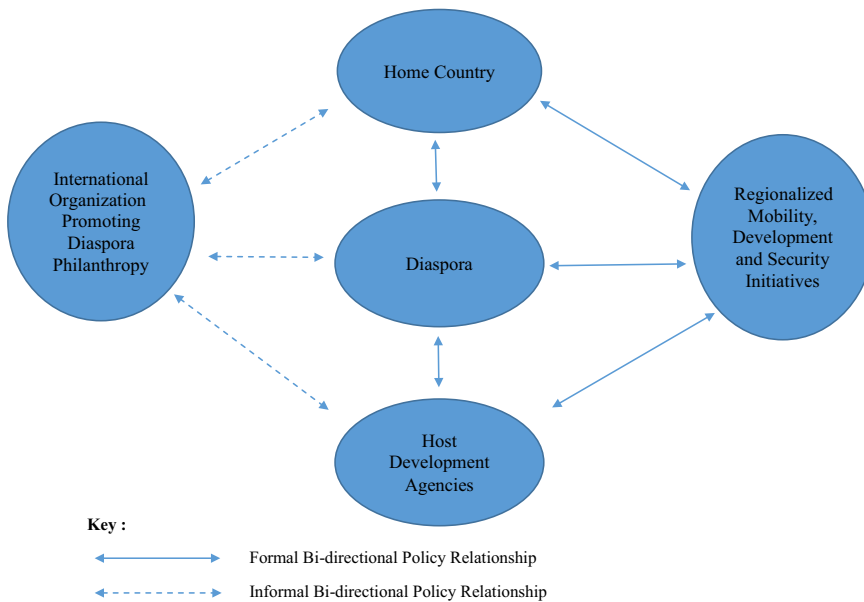 Home Country
International
Organization
Promoting
Diaspora
Philanthropy
Diaspora
Regionalized
Mobility,
Development
and Security
Initiatives
Host
Development
Agencies
Key :
Formal Bi-directional Policy Relationship
Informal Bi-directional Policy Relationship